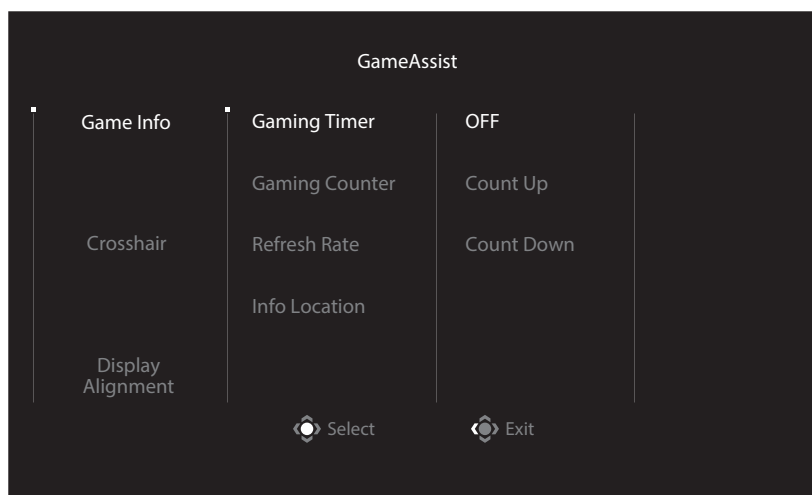 GameAssist
Game Info
Gaming Timer
OFF
Gaming Counter
Count Up
Crosshair
Refresh Rate
Count Down
Info Location
Display
Alignment
Select
Exit